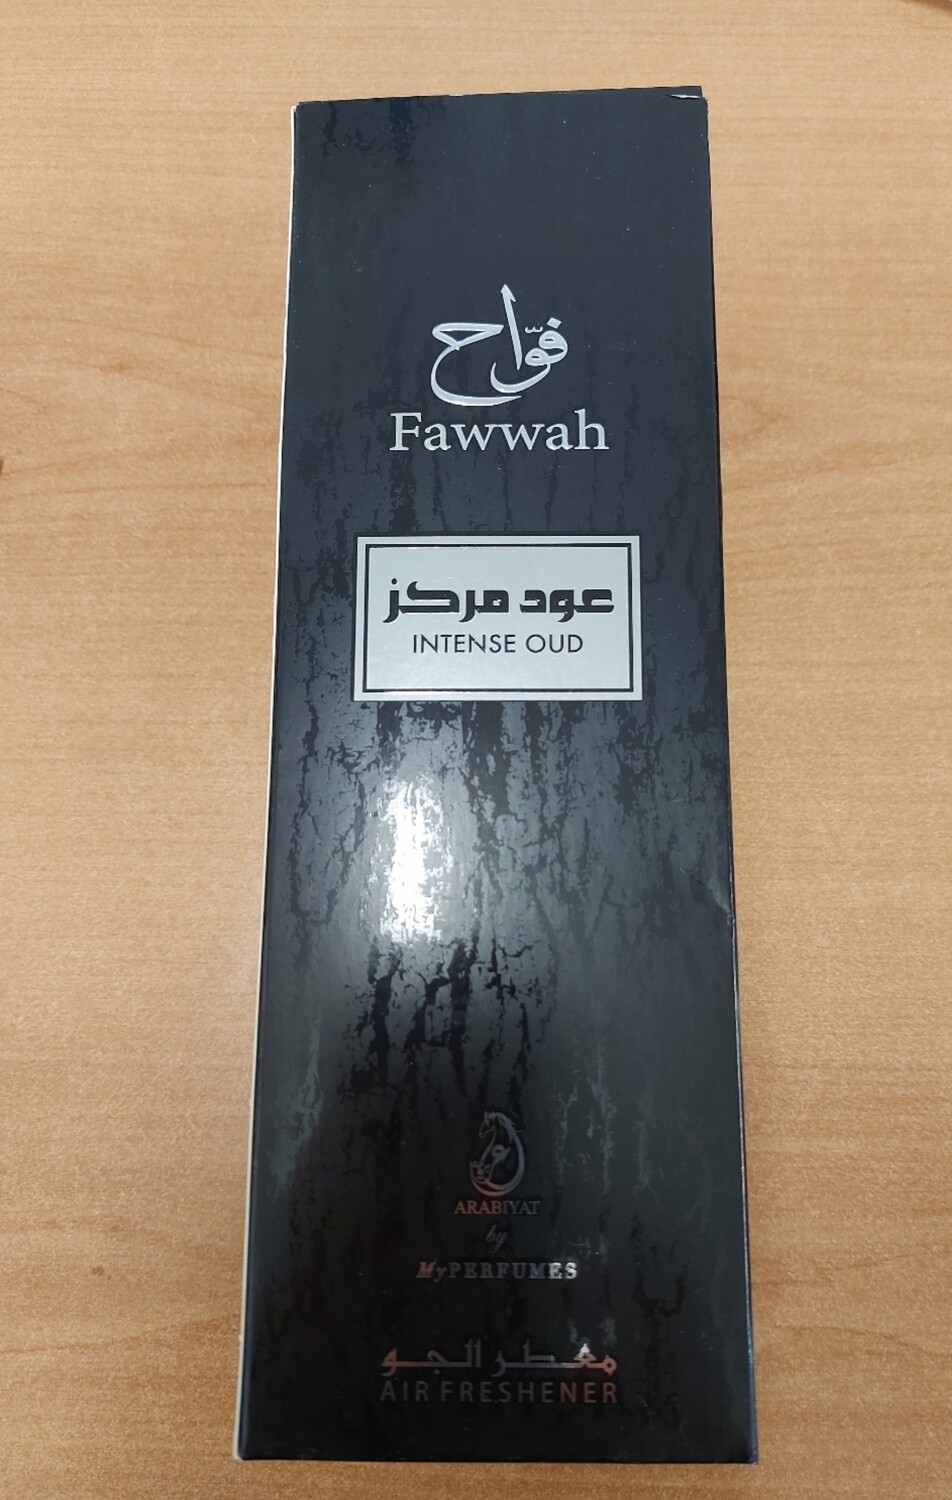 فوّاح
Fawwah
عود مركز
INTENSE OUD
ARABIYAT
by
MyPERFUMES
معطر الجو
AIR FRESHENER